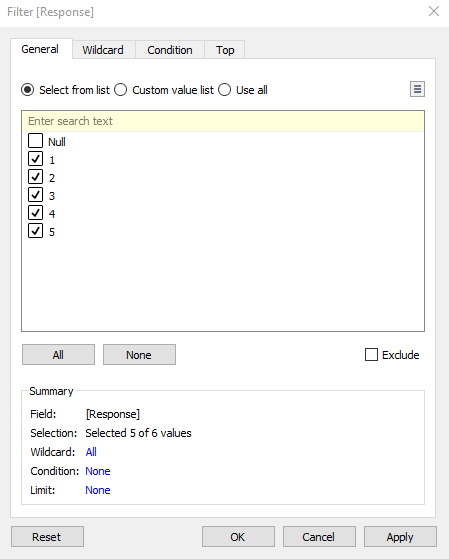 Filter [Response]
General Wildcard Condition Top
Select from list Custom value list Use all
Enter search text
Null
1
2
3
4
5
All None Exclude
Summary
Field: [Response]
Selection: Selected 5 of 6 values
Wildcard: All
Condition: None
Limit: None
Reset OK Cancel Apply